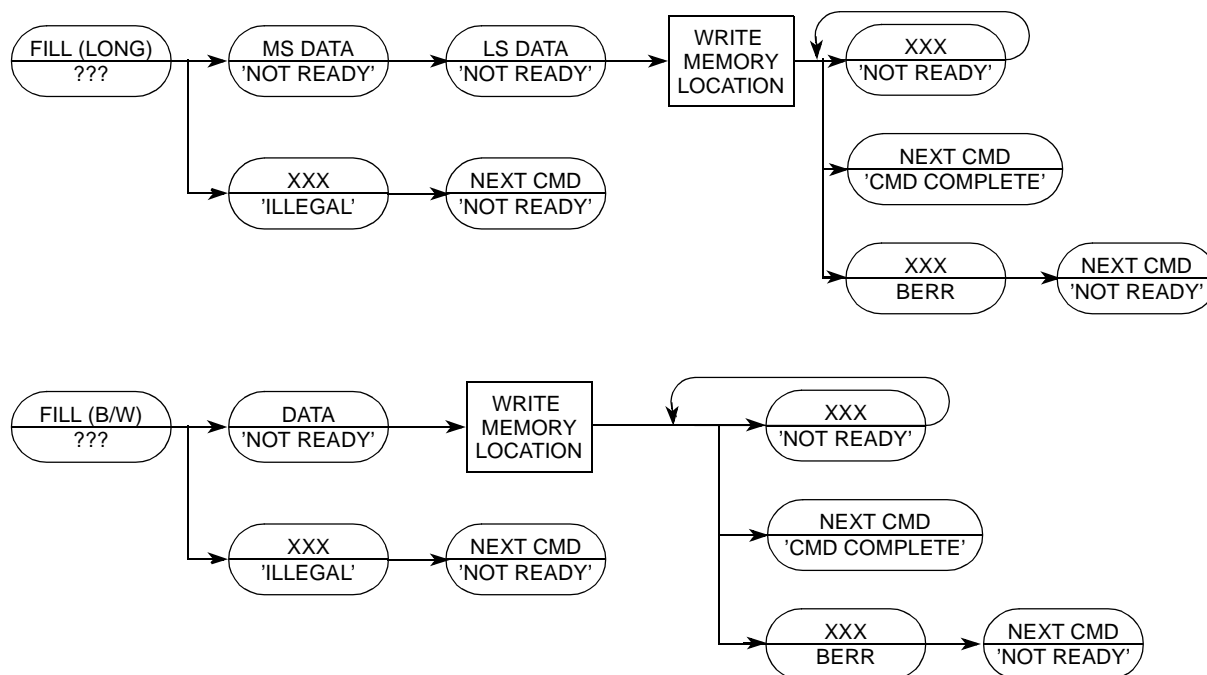 FILL (LONG)
???
MS DATA
'NOT READY'
LS DATA
'NOT READY'
WRITE
MEMORY
LOCATION
XXX
'NOT READY'
NEXT CMD
'CMD COMPLETE'
XXX
'ILLEGAL'
NEXT CMD
'NOT READY'
XXX
BERR
NEXT CMD
'NOT READY'
FILL (B/W)
???
DATA
'NOT READY'
WRITE
MEMORY
LOCATION
XXX
'NOT READY'
NEXT CMD
'CMD COMPLETE'
XXX
'ILLEGAL'
NEXT CMD
'NOT READY'
XXX
BERR
NEXT CMD
'NOT READY'